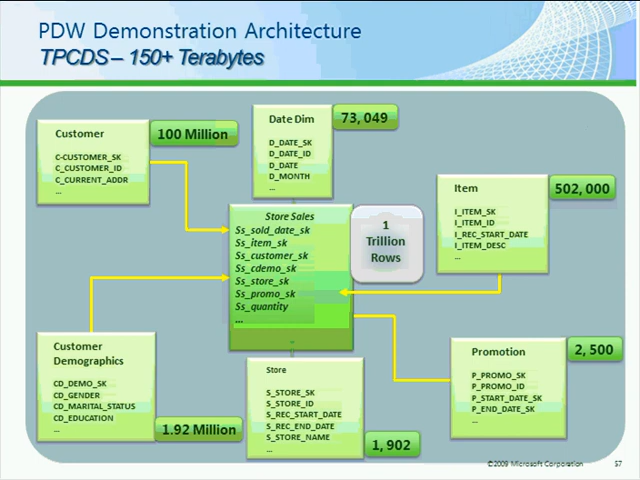 PDW Demonstration Architecture
TPCDS – 150+ Terabytes
Customer
C-CUSTOMER_SK
C_CUSTOMER_ID
C_CURRENT_ADDR
...
100 Million
Date Dim
D_DATE_SK
D_DATE_ID
D_DATE
D_MONTH
...
73, 049
Item
I_ITEM_SK
I_ITEM_ID
I_REC_START_DATE
I_ITEM_DESC
...
502, 000
Store Sales
Ss_sold_date_sk
Ss_item_sk
Ss_customer_sk
Ss_cdemo_sk
Ss_store_sk
Ss_promo_sk
Ss_quantity
...
1
Trillion
Rows
Customer
Demographics
CD_DEMO_SK
CD_GENDER
CD_MARITAL_STATUS
CD_EDUCATION
...
1.92 Million
Store
S_STORE_SK
S_STORE_ID
S_REC_START_DATE
S_REC_END_DATE
S_STORE_NAME
...
1, 902
Promotion
P_PROMO_SK
P_PROMO_ID
P_START_DATE_SK
P_END_DATE_SK
...
2, 500
©2009 Microsoft Corporation
57